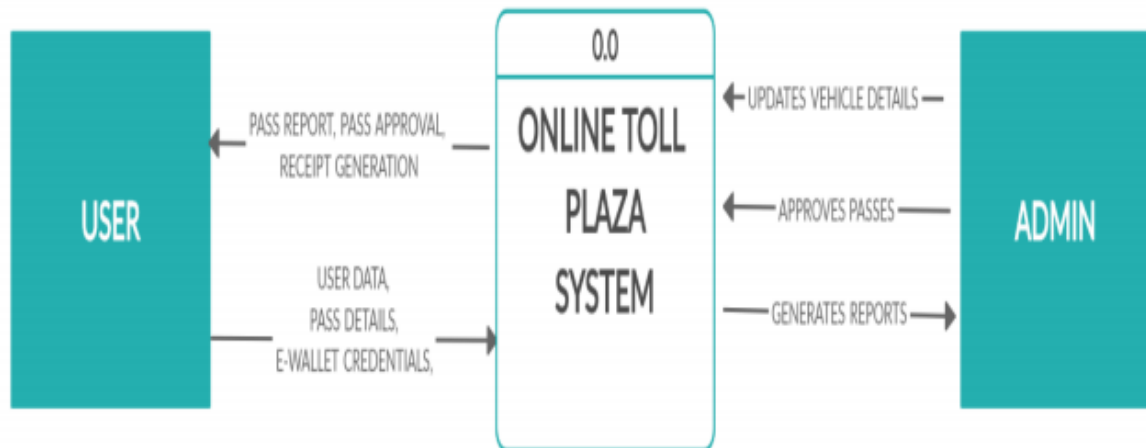 USER
PASS REPORT, PASS APPROVAL,
RECEIPT GENERATION
USER DATA,
PASS DETAILS,
E-WALLET CREDENTIALS,
0.0
ONLINE TOLL
PLAZA
SYSTEM
UPDATES VEHICLE DETAILS
APPROVES PASSES
GENERATES REPORTS
ADMIN